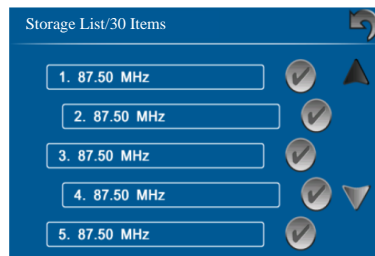 Storage List/30 Items
1. 87.50 MHz
2. 87.50 MHz
3. 87.50 MHz
4. 87.50 MHz
5. 87.50 MHz